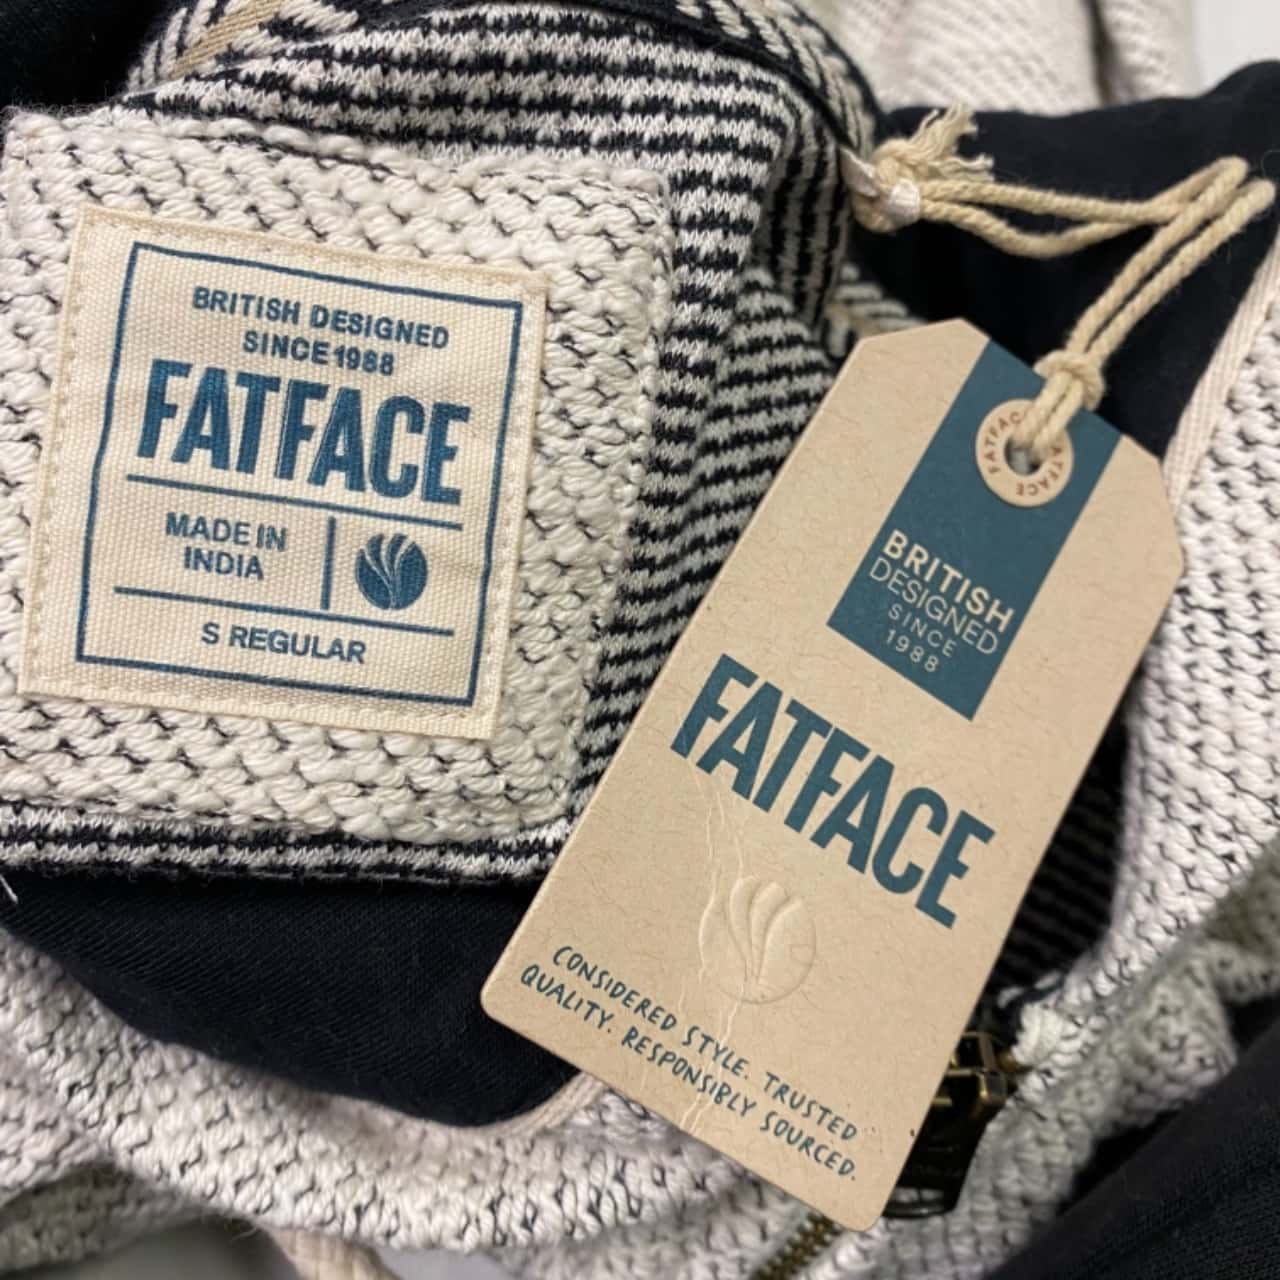 BRITISH DESIGNED
SINCE 1988
FATFACE
MADE IN
INDIA
S REGULAR
FATFACE
FATFACE
BRITISH
DESIGNED
SINCE
1988
FATFACE
CONSIDERED STYLE. TRUSTED
QUALITY. RESPONSIBLY SOURCED.